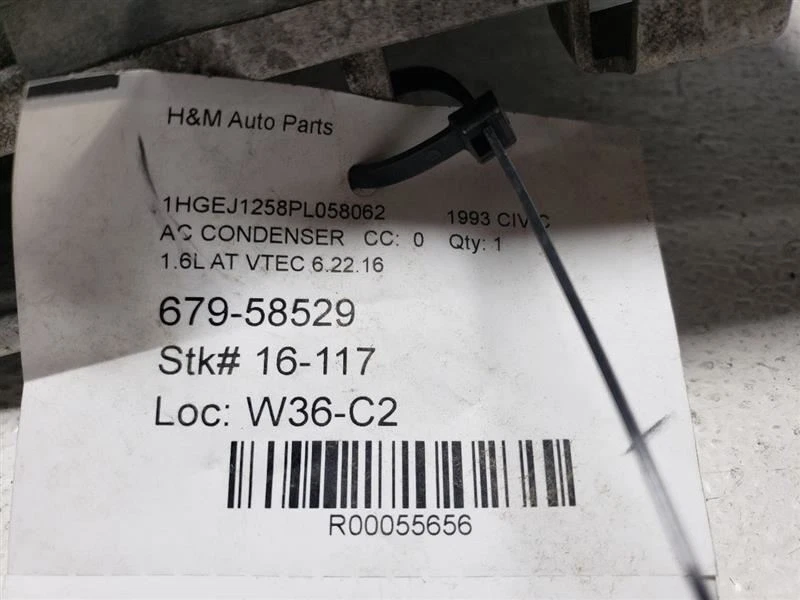 H&M Auto Parts
1HGEJ1258PL058062 1993 CIVIC
AC CONDENSER CC: 0 Qty: 1
1.6L AT VTEC 6.22.16
679-58529
Stk# 16-117
Loc: W36-C2
R00055656